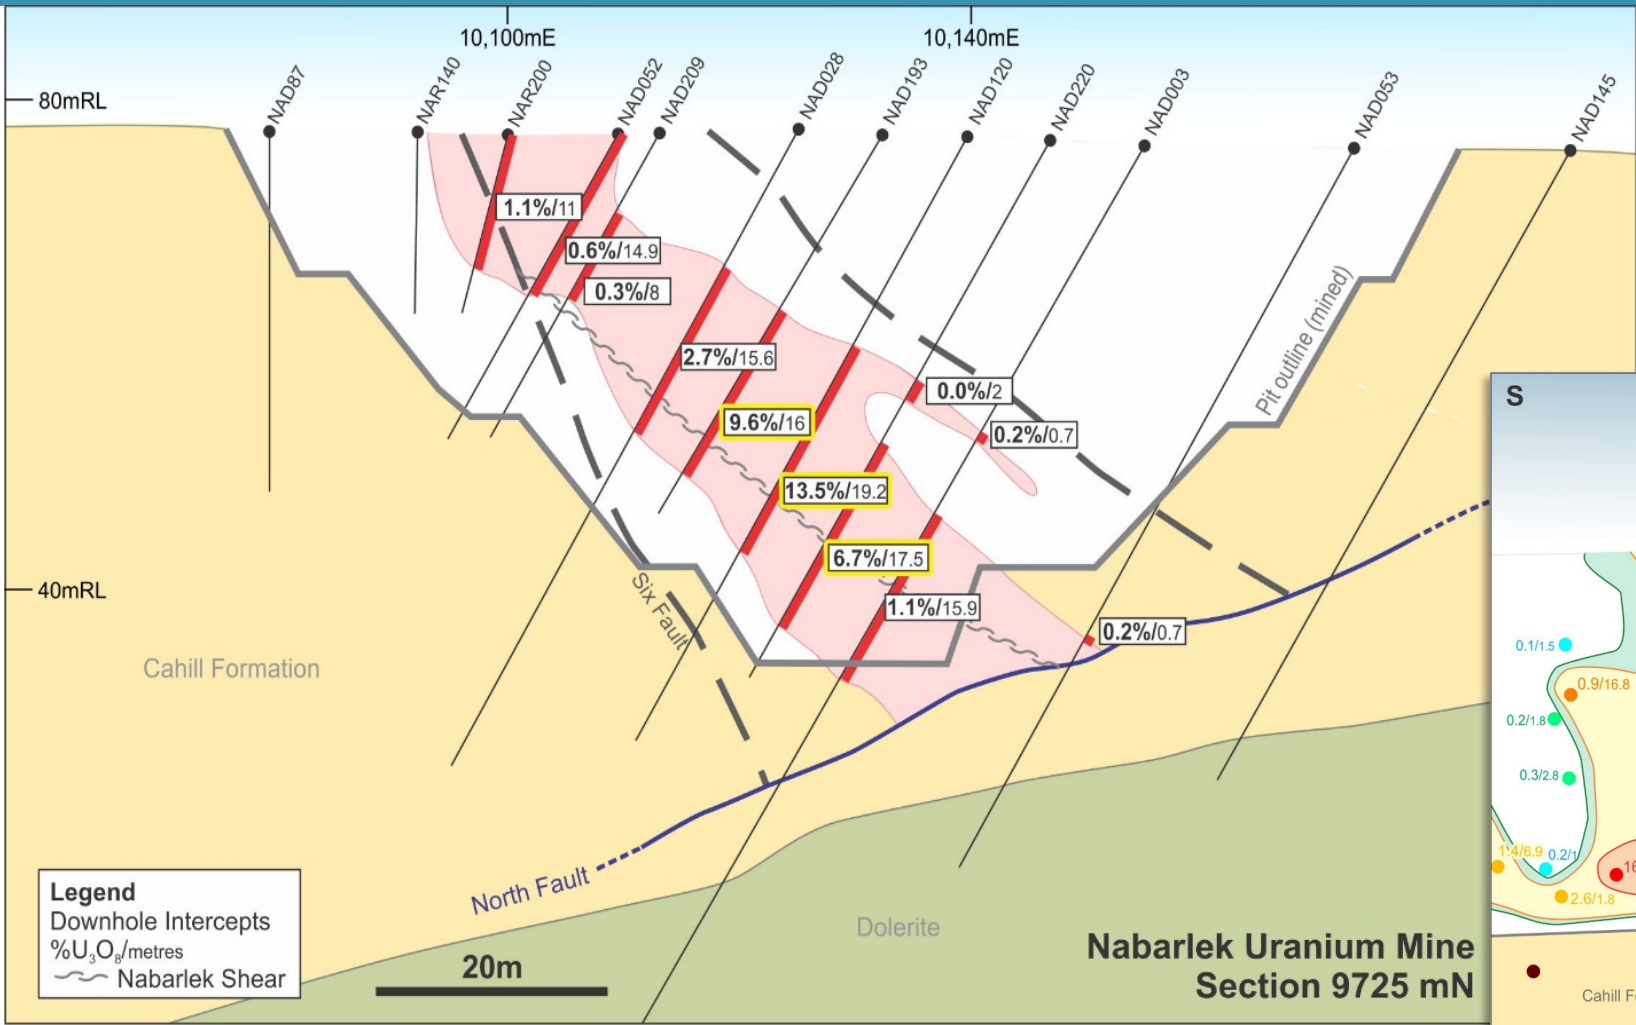 10,100mE
10,140mE
80mRL
NAD87
NAR140
NAR200
NAD052
NAD209
NAD028
NAD193
NAD120
NAD220
NAD003
NAD053
NAD145
1.1%/11
0.6%/14.9
0.3%/8
2.7%/15.6
9.6%/16
13.5%/19.2
6.7%/17.5
1.1%/15.9
0.0%/2
0.2%/0.7
0.2%/0.7
Pit outline (mined)
40mRL
Six Fault
Cahill Formation
North Fault
Dolerite
Legend
Downhole Intercepts
%U₃O₈/metres
Nabarlek Shear
20m
Nabarlek Uranium Mine
Section 9725 mN
S
0.1/1.5
0.9/16.8
0.2/1.8
0.3/2.8
1.4/6.9
0.2/1
16
2.6/1.8
Cahill